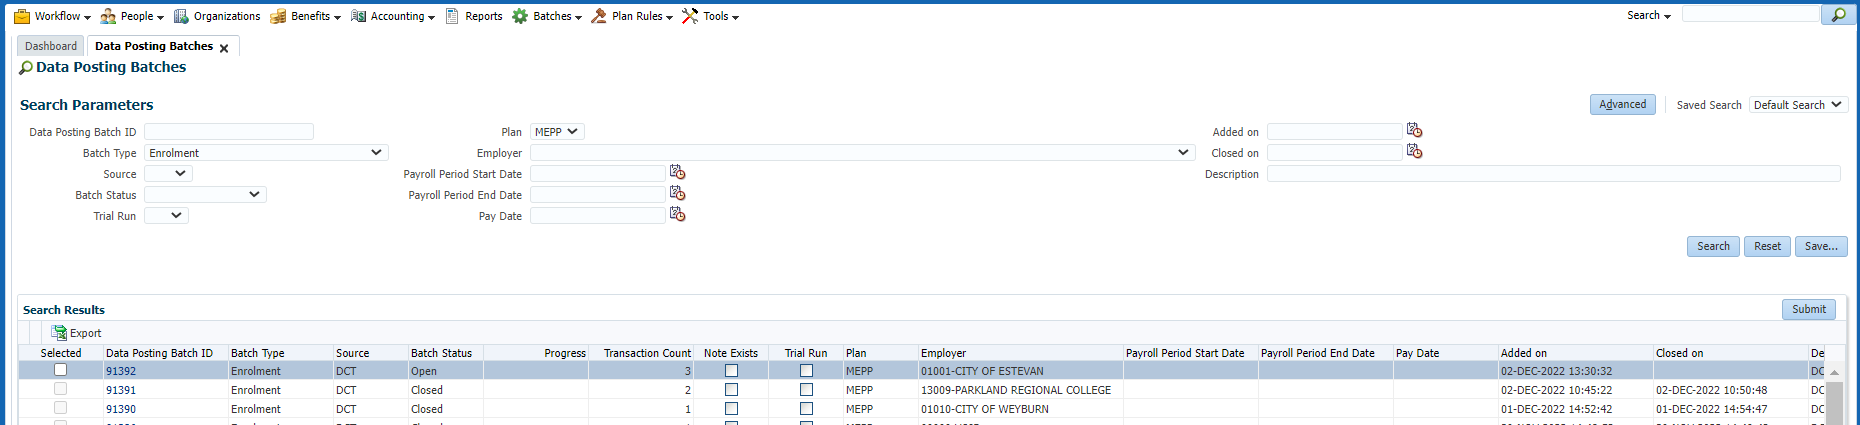 Workflow People Organizations Benefits Accounting Reports Batches Plan Rules Tools Search
Dashboard Data Posting Batches
Data Posting Batches
Search Parameters Advanced Saved Search Default Search
Data Posting Batch ID Plan MEPP Added on
Batch Type Enrolment Employer Closed on
Source Payroll Period Start Date Description
Batch Status Payroll Period End Date
Trial Run Pay Date
Search Reset Save...
Search Results Submit
Export
Selected Data Posting Batch ID Batch Type Source Batch Status Progress Transaction Count Note Exists Trial Run Plan Employer Payroll Period Start Date Payroll Period End Date Pay Date Added on Closed on De
91392 Enrolment DCT Open 3 MEPP 01001-CITY OF ESTEVAN 02-DEC-2022 13:30:32 DC
91391 Enrolment DCT Closed 2 MEPP 13009-PARKLAND REGIONAL COLLEGE 02-DEC-2022 10:45:22 02-DEC-2022 10:50:48 DC
91390 Enrolment DCT Closed 1 MEPP 01010-CITY OF WEYBURN 01-DEC-2022 14:52:42 01-DEC-2022 14:54:47 DC